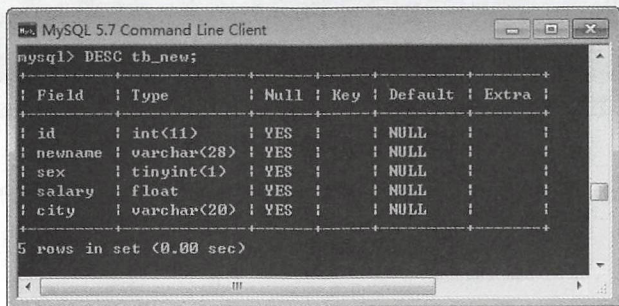 MySQL 5.7 Command Line Client
mysql> DESC tb_new;
+---------+-------------+------+-----+---------+-------+
| Field | Type | Null | Key | Default | Extra |
+---------+-------------+------+-----+---------+-------+
| id | int(11) | YES | | NULL | |
| newname | varchar(28) | YES | | NULL | |
| sex | tinyint(1) | YES | | NULL | |
| salary | float | YES | | NULL | |
| city | varchar(20) | YES | | NULL | |
+---------+-------------+------+-----+---------+-------+
5 rows in set (0.00 sec)